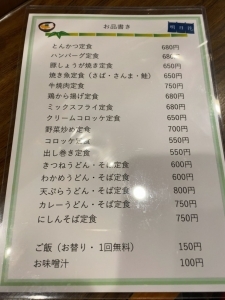 お品書き
とんかつ定食 680円
ハンバーグ定食 680円
豚しょうが焼き定食 650円
焼き魚定食（さば・さんま・鮭） 650円
牛焼肉定食 750円
鶏から揚げ定食 680円
ミックスフライ定食 680円
クリームコロッケ定食 650円
野菜炒め定食 700円
コロッケ定食 550円
出し巻き定食 550円
きつねうどん・そば定食 600円
わかめうどん・そば定食 600円
天ぷらうどん・そば定食 800円
カレーうどん・そば定食 750円
にしんそば定食 750円
ご飯（お替り・1回無料） 150円
お味噌汁 100円